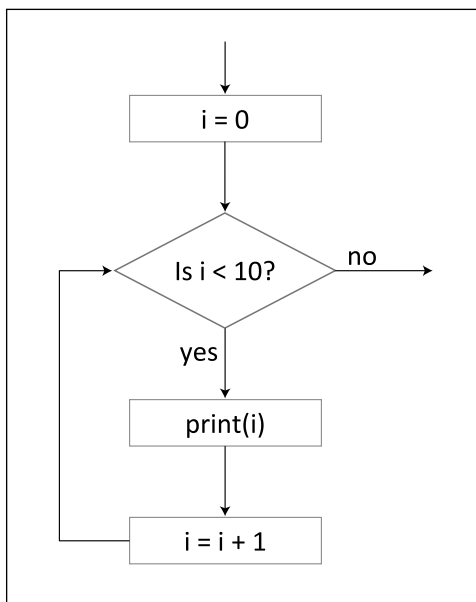 i = 0
Is i < 10?
no
yes
print(i)
i = i + 1